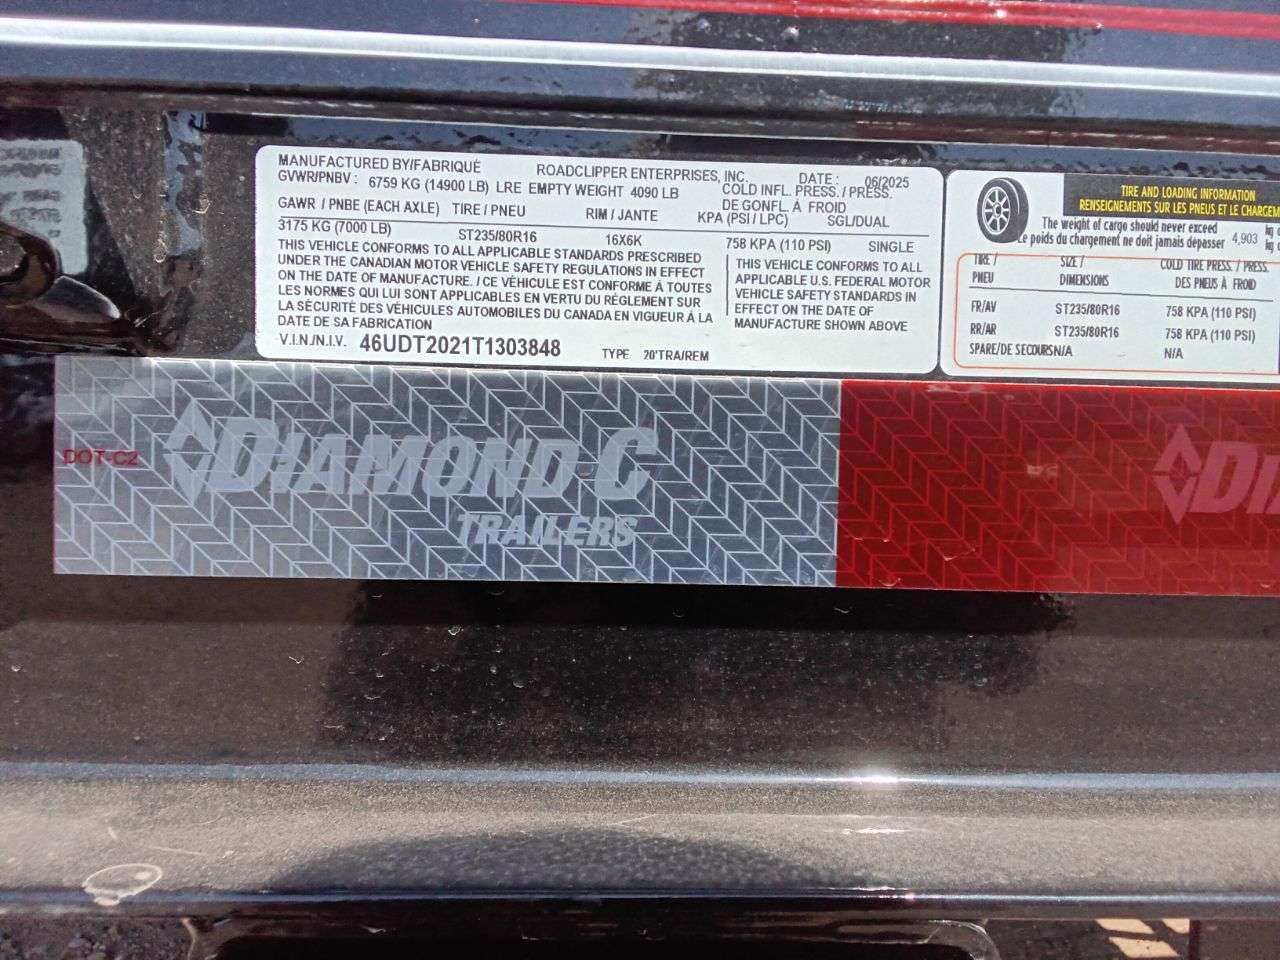 MANUFACTURED BY/FABRIQUÉ ROADCLIPPER ENTERPRISES, INC. DATE: 06/2025
GVWR/PNBV: 6759 KG (14900 LB) LRE EMPTY WEIGHT 4090 LB COLD INFL. PRESS. / PRESS.
DE GONFL. À FROID
GAWR / PNBE (EACH AXLE) TIRE / PNEU RIM / JANTE KPA (PSI / LPC) SGL/DUAL
3175 KG (7000 LB) ST235/80R16 16X6K 758 KPA (110 PSI) SINGLE
THIS VEHICLE CONFORMS TO ALL APPLICABLE STANDARDS PRESCRIBED
UNDER THE CANADIAN MOTOR VEHICLE SAFETY REGULATIONS IN EFFECT
ON THE DATE OF MANUFACTURE. / CE VÉHICULE EST CONFORME À TOUTES
LES NORMES QUI LUI SONT APPLICABLES EN VERTU DU RÉGLEMENT SUR
LA SÉCURITÉ DES VÉHICULES AUTOMOBILES DU CANADA EN VIGUEUR À LA
DATE DE SA FABRICATION
THIS VEHICLE CONFORMS TO ALL
APPLICABLE U.S. FEDERAL MOTOR
VEHICLE SAFETY STANDARDS IN
EFFECT ON THE DATE OF
MANUFACTURE SHOWN ABOVE
V.I.N./N.I.V. 46UDT2021T1303848 TYPE 20'TRA/REM
TIRE AND LOADING INFORMATION
RENSEIGNEMENTS SUR LES PNEUS ET LE CHARGEM
The weight of cargo should never exceed
Le poids du chargement ne doit jamais dépasser 4,903 kg
TIRE / SIZE / COLD TIRE PRESS. / PRESS.
PNEU DIMENSIONS DES PNEUS À FROID
FR/AV ST235/80R16 758 KPA (110 PSI)
RR/AR ST235/80R16 758 KPA (110 PSI)
SPARE/DE SECOURS N/A N/A
DOT-C2 DIAMOND C
TRAILERS
DIA